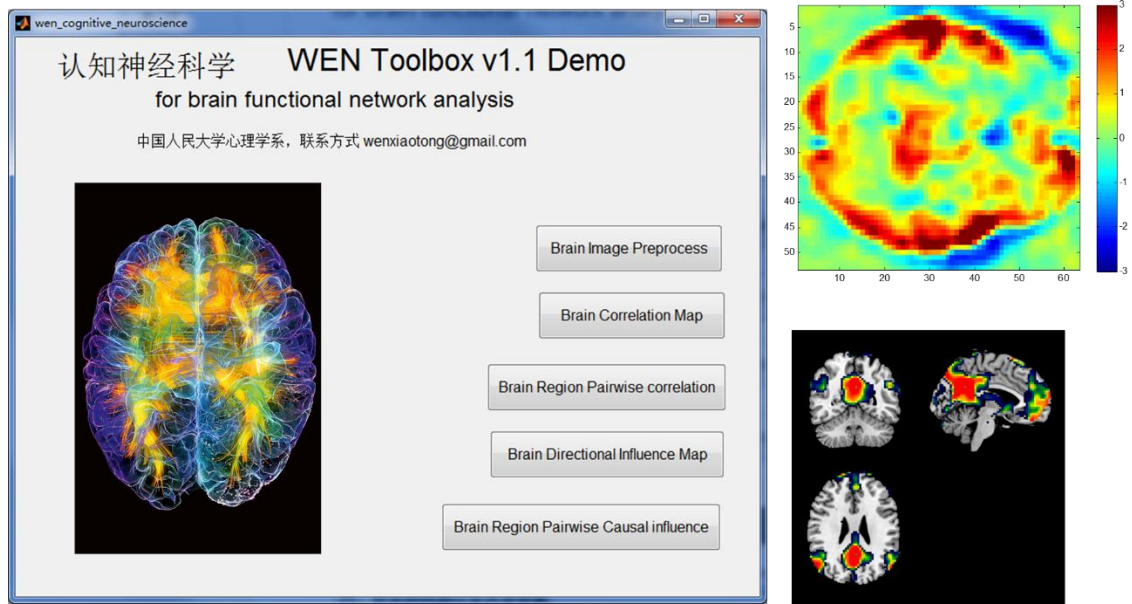 wen_cognitive_neuroscience
认知神经科学 WEN Toolbox v1.1 Demo
for brain functional network analysis
中国人民大学心理学系，联系方式 wenxiaotong@gmail.com
Brain Image Preprocess
Brain Correlation Map
Brain Region Pairwise correlation
Brain Directional Influence Map
Brain Region Pairwise Causal influence
5
10
15
20
25
30
35
40
45
50
10 20 30 40 50 60
3
2
1
0
-1
-2
-3